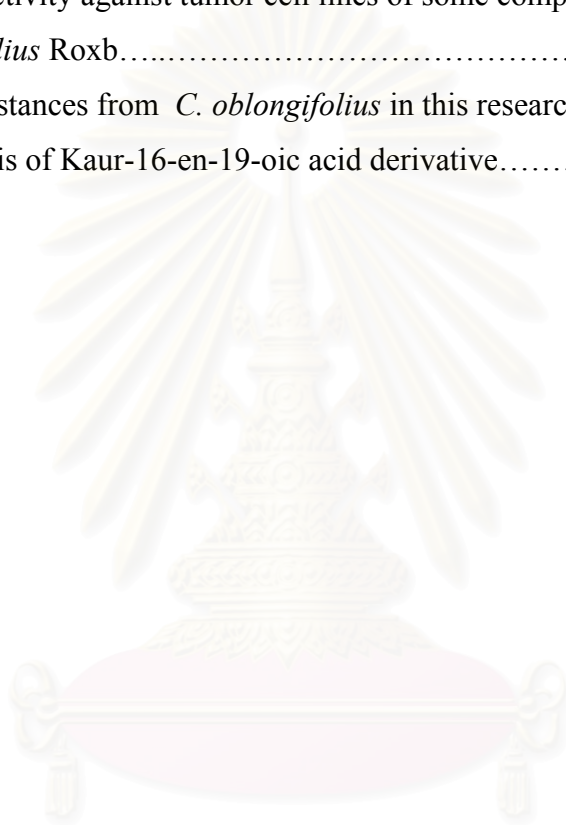 ctivity against tumor cell lines of some comp
lius Roxb…..……………………………………
stances from C. oblongifolius in this researc
is of Kaur-16-en-19-oic acid derivative……